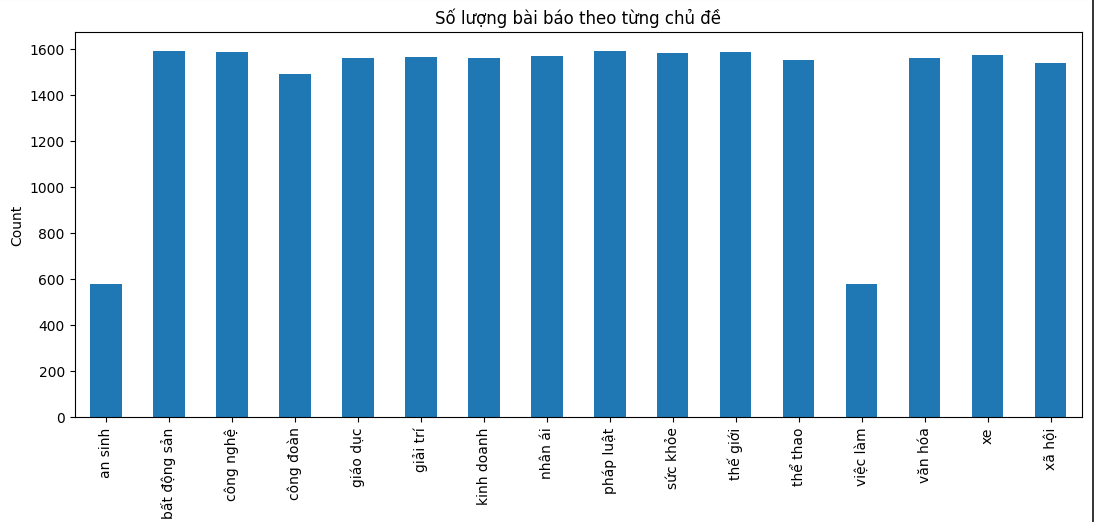 Số lượng bài báo theo từng chủ đề
1600
1400
1200
1000
800
600
400
200
0
Count
an sinh
bất động sản
công nghệ
công đoàn
giáo dục
giải trí
kinh doanh
nhân ái
pháp luật
sức khỏe
thế giới
thể thao
việc làm
văn hóa
xe
xã hội